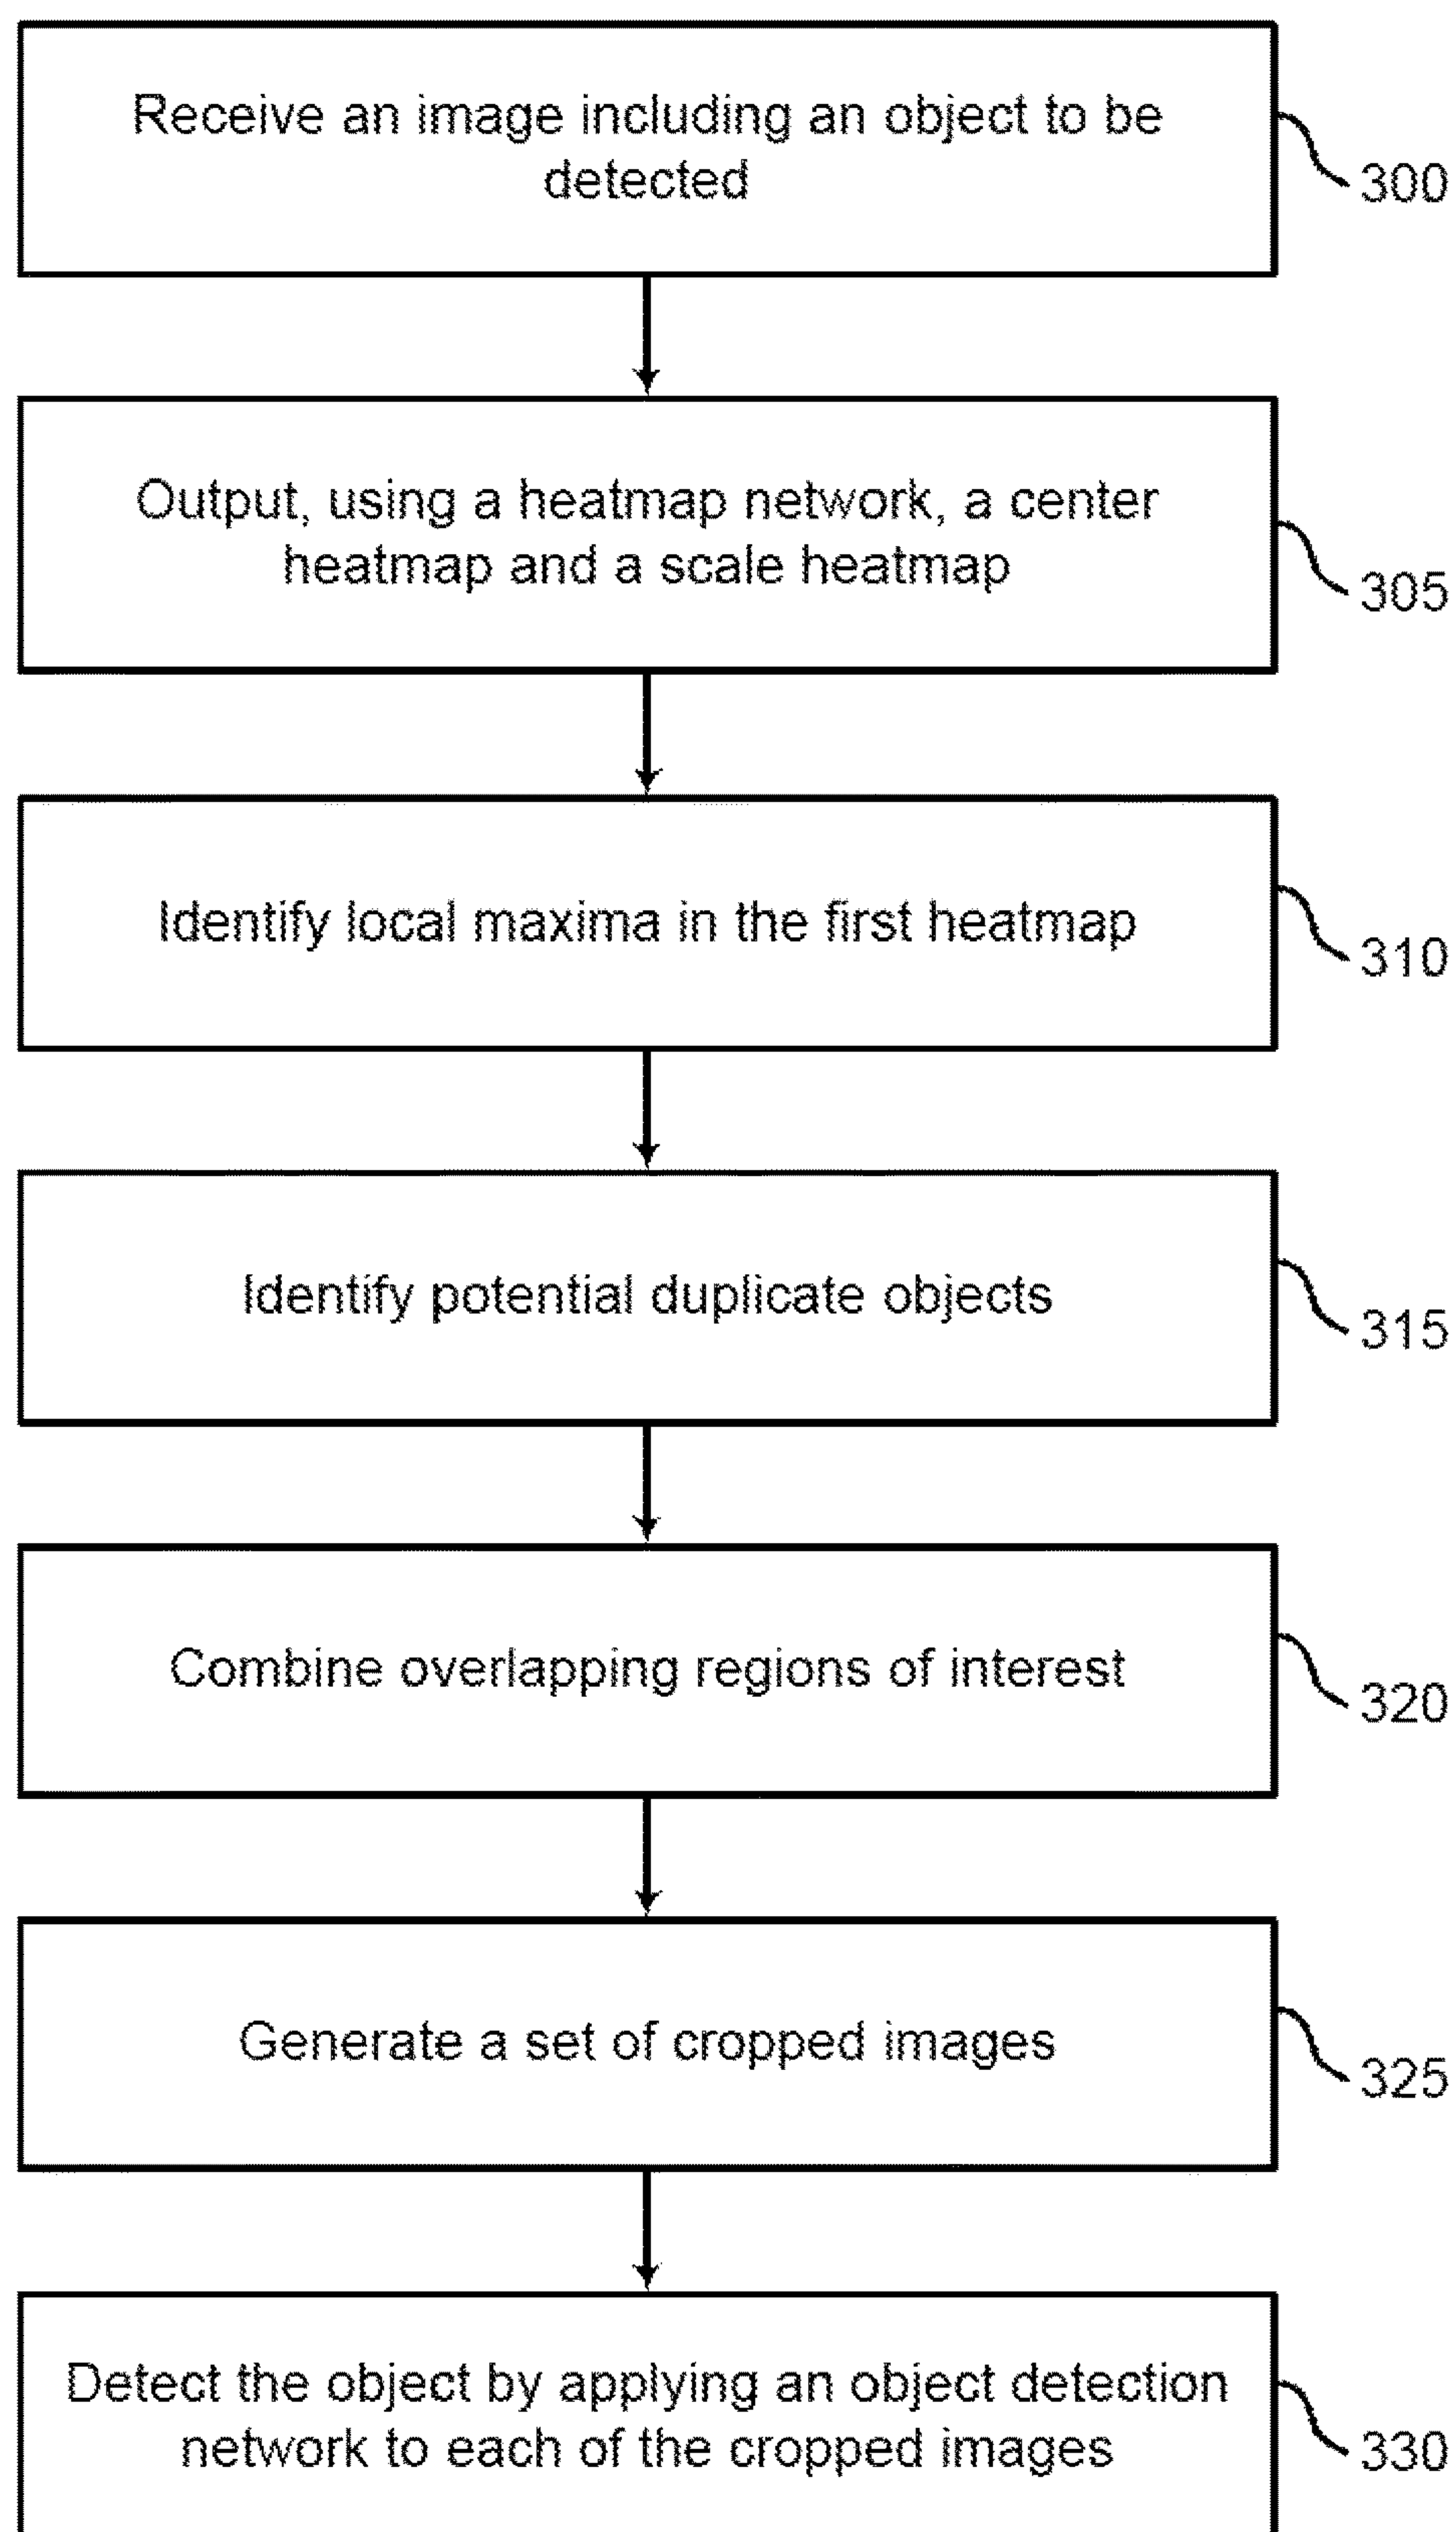 Receive an image including an object to be
detected
300
Output, using a heatmap network, a center
heatmap and a scale heatmap
305
Identify local maxima in the first heatmap
310
Identify potential duplicate objects
315
Combine overlapping regions of interest
320
Generate a set of cropped images
325
Detect the object by applying an object detection
network to each of the cropped images
330